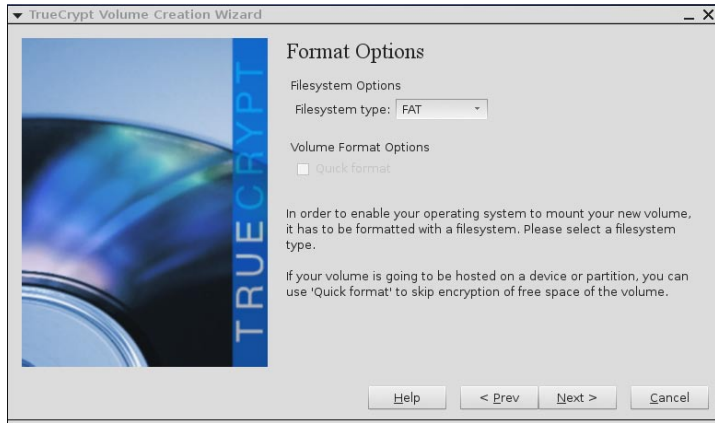 TrueCrypt Volume Creation Wizard
TRUECRYPT
Format Options
Filesystem Options
Filesystem type: FAT
Volume Format Options
Quick format
In order to enable your operating system to mount your new volume,
it has to be formatted with a filesystem. Please select a filesystem
type.
If your volume is going to be hosted on a device or partition, you can
use 'Quick format' to skip encryption of free space of the volume.
Help
< Prev
Next >
Cancel